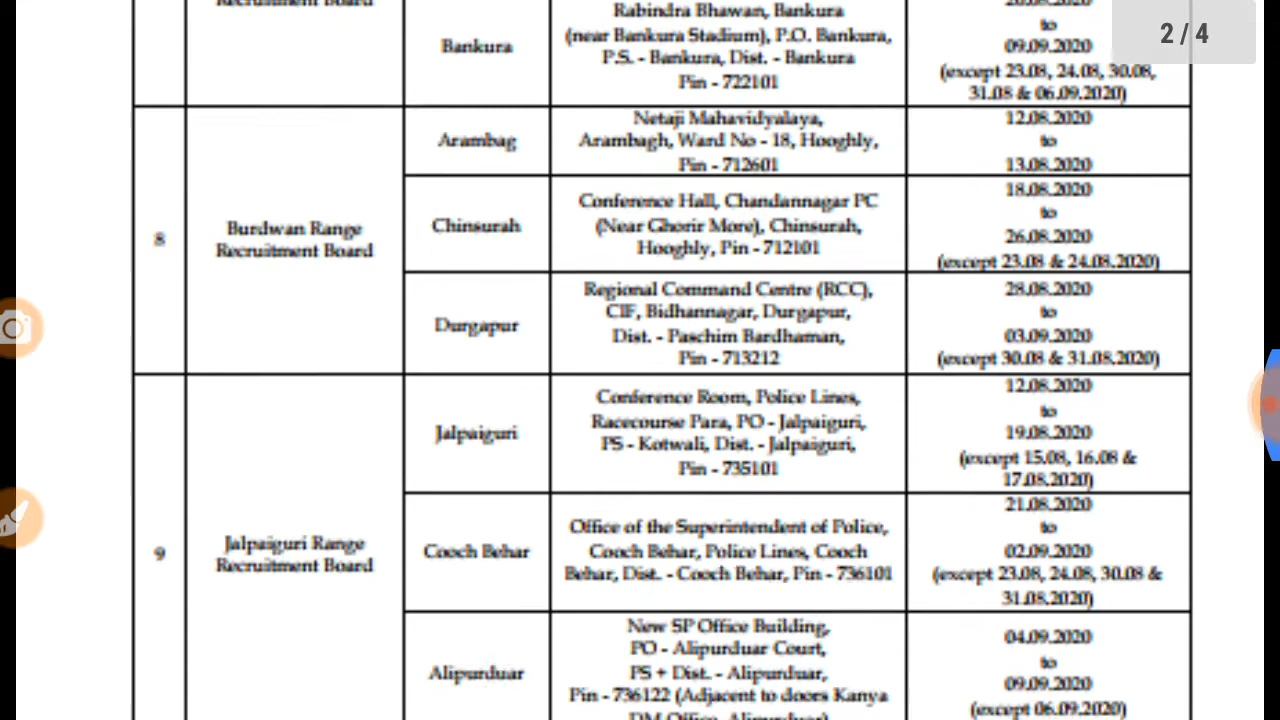 Recruitment Board
2/4
Bankura
Rabindra Bhawan, Bankura
(near Bankura Stadium), P.O. Bankura,
P.S. - Bankura, Dist. - Bankura
Pin - 722101
to
09.09.2020
(except 23.08, 24.08, 30.08,
31.08 & 06.09.2020)
8
Burdwan Range
Recruitment Board
Arambag
Netaji Mahavidyalaya,
Arambagh, Ward No - 18, Hooghly,
Pin - 712601
12.08.2020
to
13.08.2020
Chinsurah
Conference Hall, Chandannagar PC
(Near Ghorir More), Chinsurah,
Hooghly, Pin - 712101
18.08.2020
to
26.08.2020
(except 23.08 & 24.08.2020)
Durgapur
Regional Command Centre (RCC),
CIF, Bidhannagar, Durgapur,
Dist. - Paschim Bardhaman,
Pin - 713212
28.08.2020
to
03.09.2020
(except 30.08 & 31.08.2020)
9
Jalpaiguri Range
Recruitment Board
Jalpaiguri
Conference Room, Police Lines,
Racecourse Para, PO - Jalpaiguri,
PS - Kotwali, Dist. - Jalpaiguri,
Pin - 735101
12.08.2020
to
19.08.2020
(except 15.08, 16.08 &
17.08.2020)
Cooch Behar
Office of the Superintendent of Police,
Cooch Behar, Police Lines, Cooch
Behar, Dist. - Cooch Behar, Pin - 736101
21.08.2020
to
02.09.2020
(except 23.08, 24.08, 30.08 &
31.08.2020)
Alipurduar
New SP Office Building,
PO - Alipurduar Court,
PS + Dist. - Alipurduar,
Pin - 736122 (Adjacent to doors Kanya
DM Office, Alipurduar)
04.09.2020
to
09.09.2020
(except 06.09.2020)